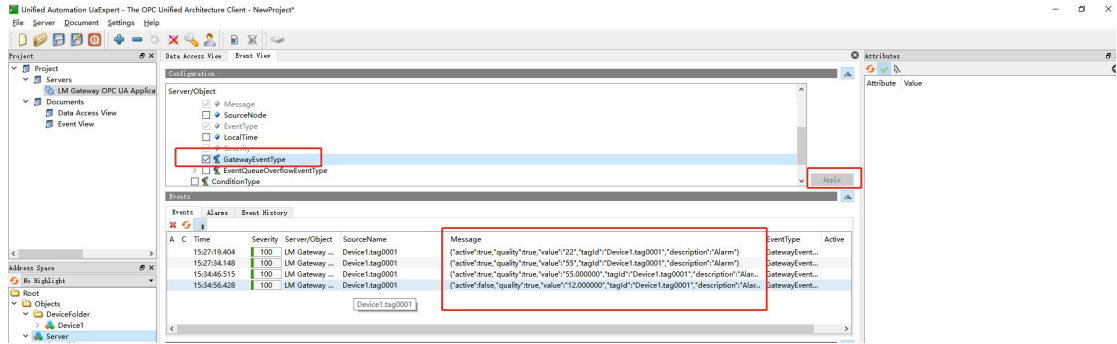 Unified Automation UaExpert - The OPC Unified Architecture Client - NewProject*
File Server Document Settings Help
Project
Project
Servers
LM Gateway OPC UA Applica
Documents
Data Access View
Event View
Address Space
No Highlight
Root
Objects
DeviceFolder
Device1
Server
Data Access View Event View
Configuration
Server/Object
Message
SourceNode
EventType
LocalTime
Severity
GatewayEventType
EventQueueOverflowEventType
ConditionType
Apply
Events
Events Alarms Event History
A C Time Severity Server/Object SourceName Message EventType Active
15:27:19.404 100 LM Gateway ... Device1.tag0001 {"active":true,"quality":true,"value":"22","tagId":"Device1.tag0001","description":"Alarm"} GatewayEvent...
15:27:34.148 100 LM Gateway ... Device1.tag0001 {"active":true,"quality":true,"value":"55","tagId":"Device1.tag0001","description":"Alarm"} GatewayEvent...
15:34:46.515 100 LM Gateway ... Device1.tag0001 {"active":true,"quality":true,"value":"55.000000","tagId":"Device1.tag0001","description":"Alar... GatewayEvent...
15:34:56.428 100 LM Gateway ... Device1.tag0001 {"active":false,"quality":true,"value":"12.000000","tagId":"Device1.tag0001","description":"Alar... GatewayEvent...
Device1.tag0001
Attributes
Attribute Value